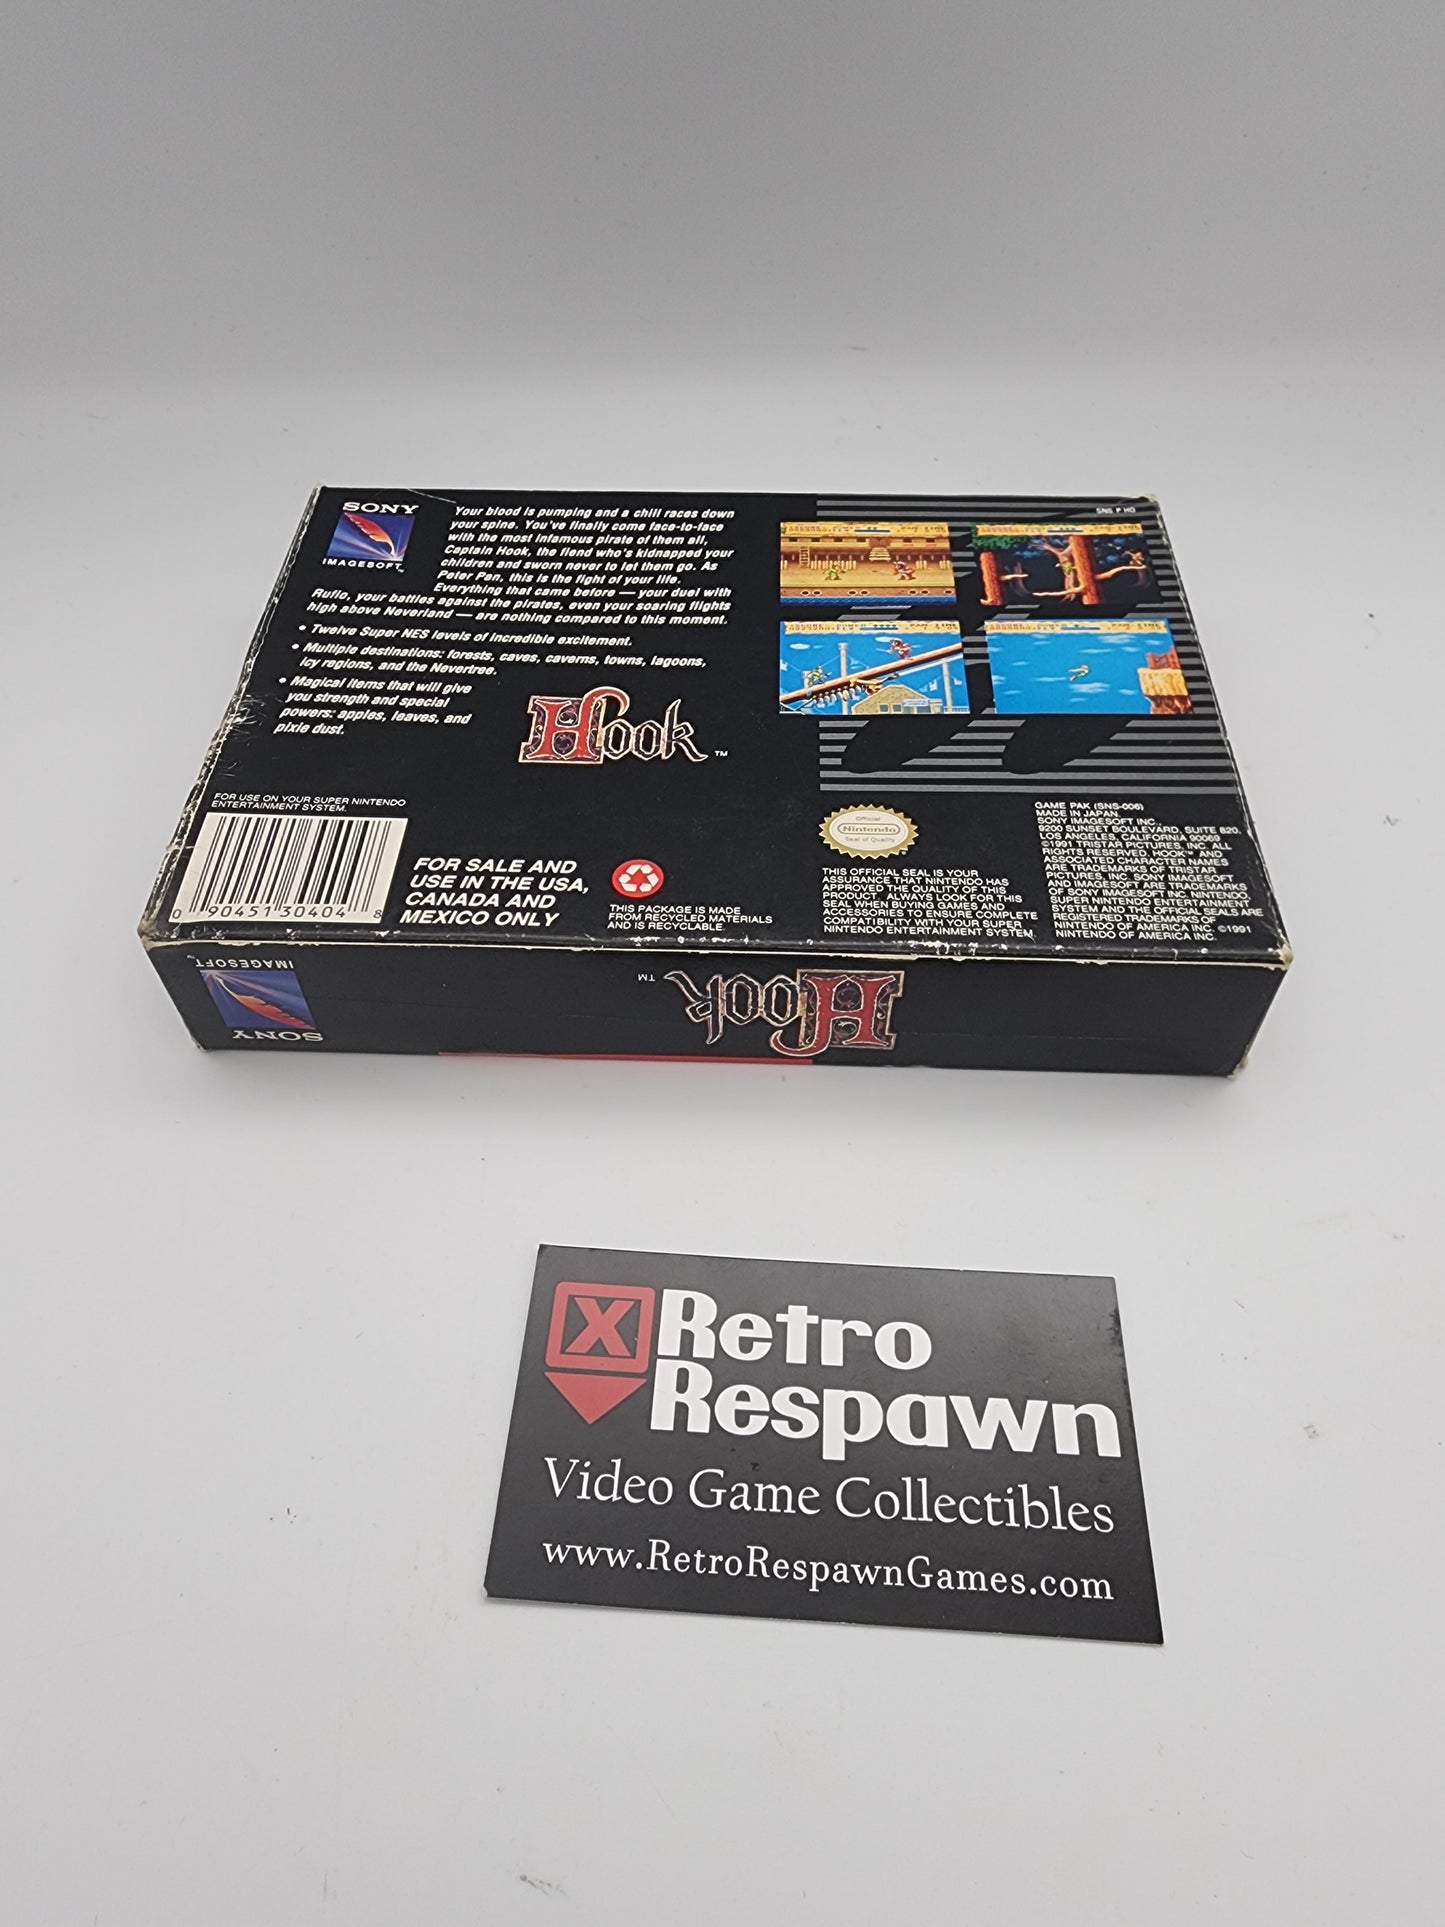 SONY
IMAGESOFT™
Your blood is pumping and a chill races down
your spine. You've finally come face-to-face
with the most infamous pirate of them all,
Captain Hook, the fiend who's kidnapped your
children and sworn never to let them go. As
Peter Pan, this is the fight of your life.
Everything that came before — your duel with
Rufio, your battles against the pirates, even your soaring flights
high above Neverland — are nothing compared to this moment.
• Twelve Super NES levels of incredible excitement.
• Multiple destinations: forests, caves, caverns, towns, lagoons,
icy regions, and the Nevertree.
• Magical items that will give
you strength and special
powers: apples, leaves, and
pixie dust.
Hook™
SNS P HO
FOR USE ON YOUR SUPER NINTENDO
ENTERTAINMENT SYSTEM.
0 90451 30404 8
FOR SALE AND
USE IN THE USA,
CANADA AND
MEXICO ONLY
THIS PACKAGE IS MADE
FROM RECYCLED MATERIALS
AND IS RECYCLABLE.
Official
Nintendo
Seal of Quality
THIS OFFICIAL SEAL IS YOUR
ASSURANCE THAT NINTENDO HAS
APPROVED THE QUALITY OF THIS
PRODUCT. ALWAYS LOOK FOR THIS
SEAL WHEN BUYING GAMES AND
ACCESSORIES TO ENSURE COMPLETE
COMPATIBILITY WITH YOUR SUPER
NINTENDO ENTERTAINMENT SYSTEM.
GAME PAK (SNS-006)
MADE IN JAPAN.
SONY IMAGESOFT INC.,
9200 SUNSET BOULEVARD, SUITE 820,
LOS ANGELES, CALIFORNIA 90069
©1991 TRISTAR PICTURES, INC. ALL
RIGHTS RESERVED. HOOK™ AND
ASSOCIATED CHARACTER NAMES
ARE TRADEMARKS OF TRISTAR
PICTURES, INC. SONY IMAGESOFT
AND IMAGESOFT ARE TRADEMARKS
OF SONY IMAGESOFT INC. NINTENDO
SUPER NINTENDO ENTERTAINMENT
SYSTEM AND THE OFFICIAL SEALS ARE
REGISTERED TRADEMARKS OF
NINTENDO OF AMERICA INC. ©1991
NINTENDO OF AMERICA INC.
SONY
IMAGESOFT™
Hook™
X Retro
Respawn
Video Game Collectibles
www.RetroRespawnGames.com